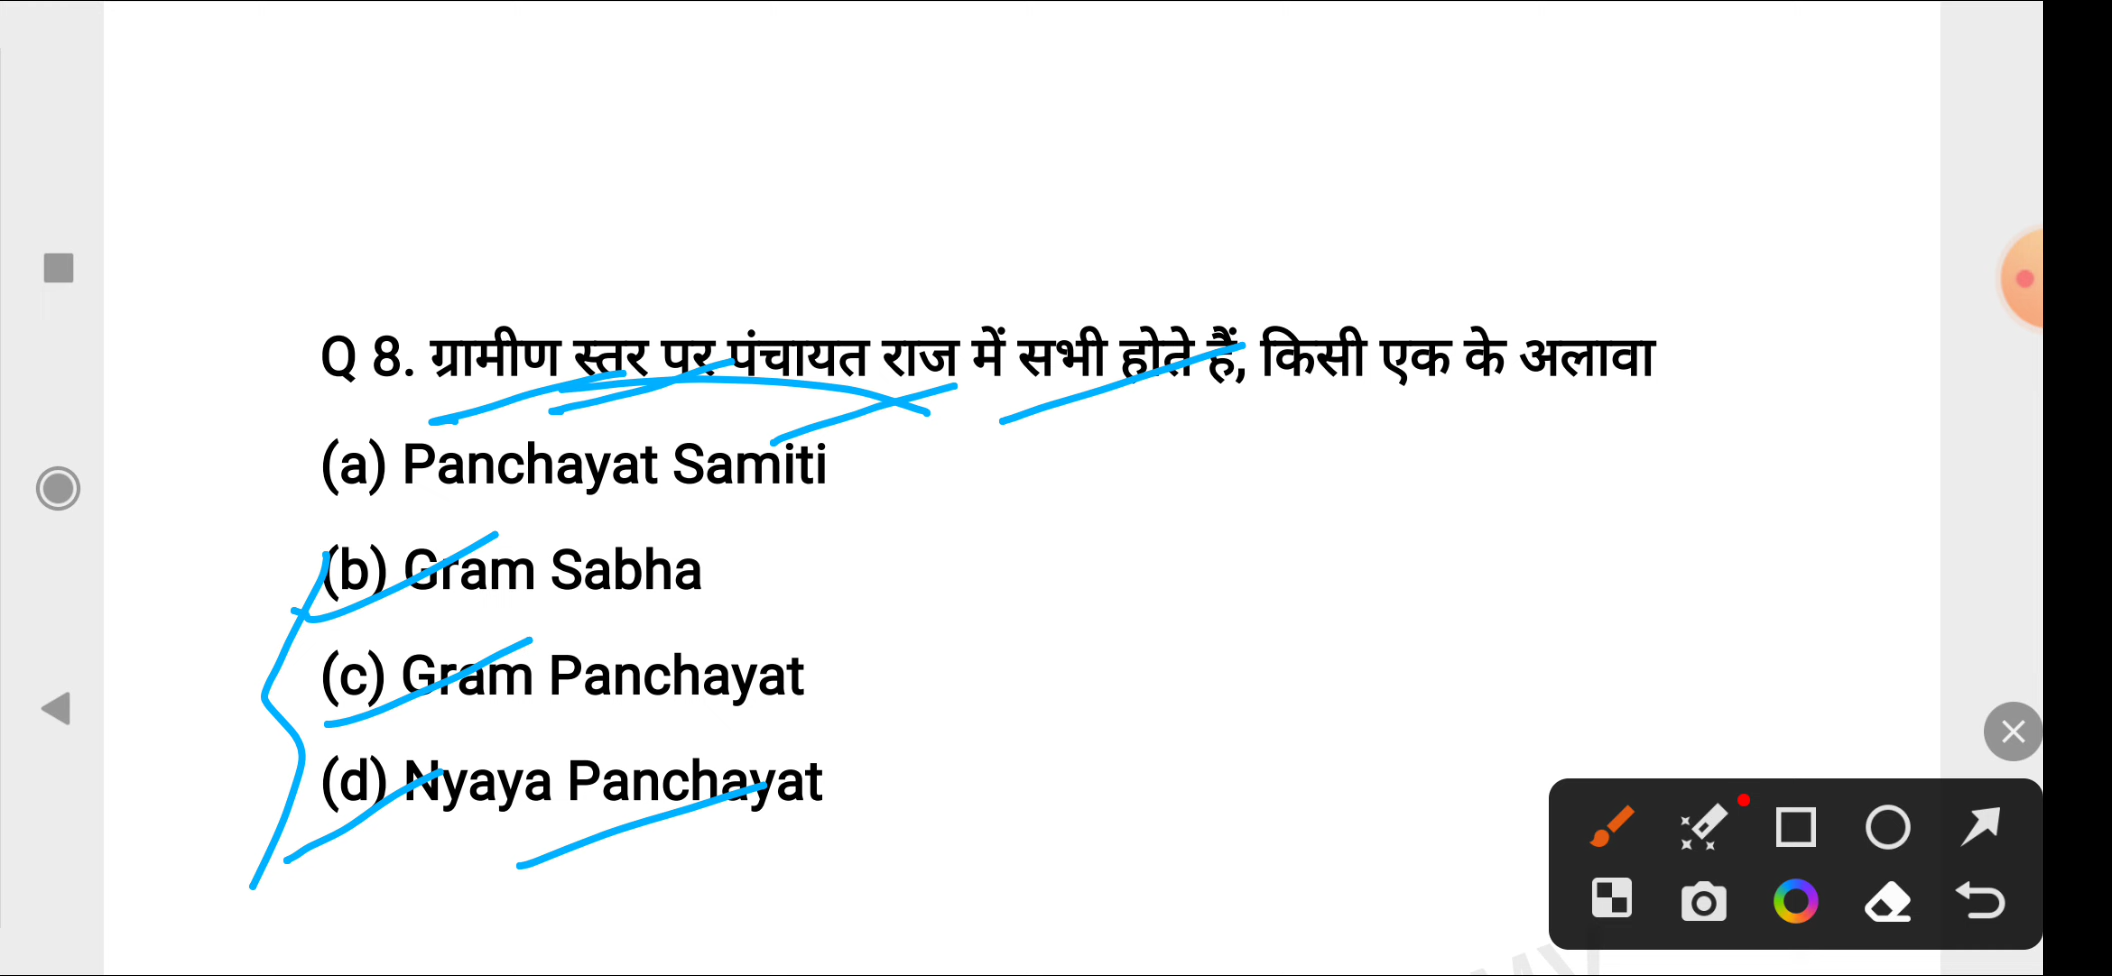 Q 8. ग्रामीण स्तर पर पंचायत राज में सभी होते हैं, किसी एक के अलावा
(a) Panchayat Samiti
(b) Gram Sabha
(c) Gram Panchayat
(d) Nyaya Panchayat